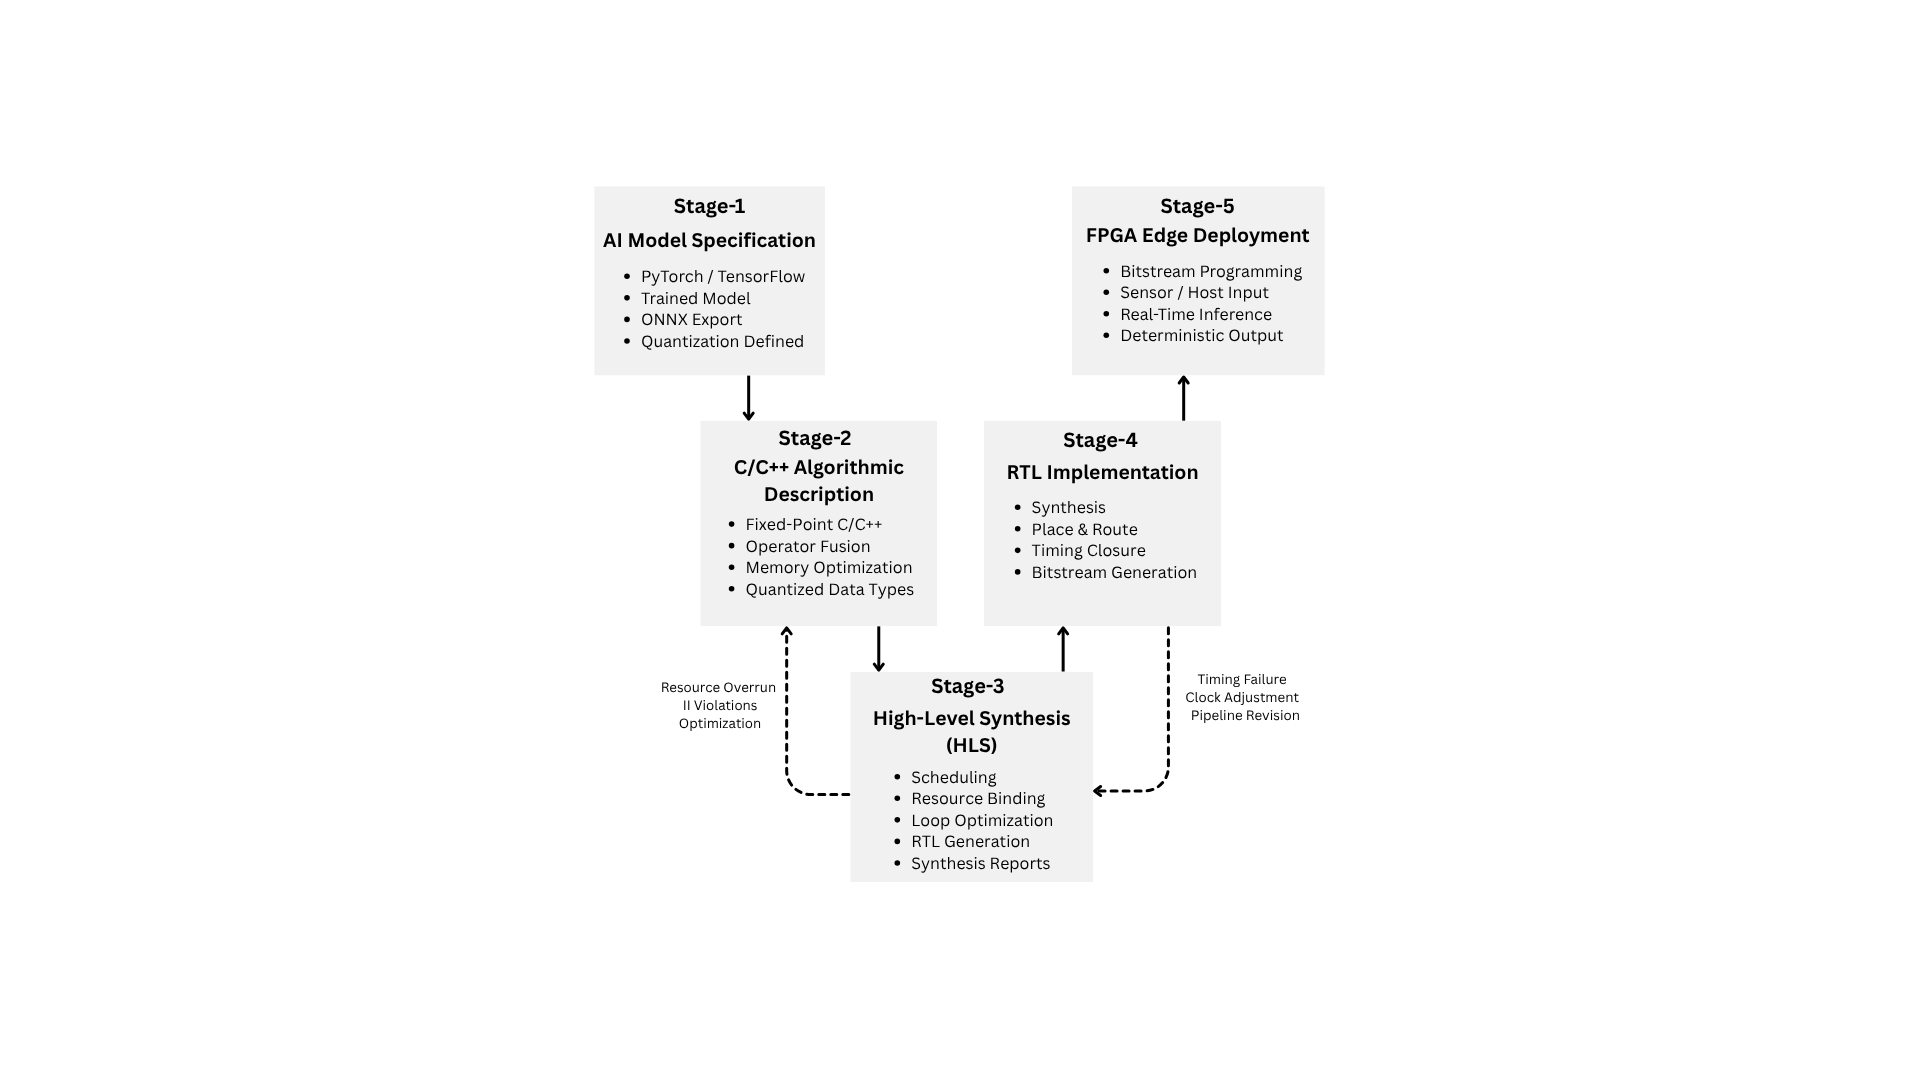 Stage-1
AI Model Specification
PyTorch / TensorFlow
Trained Model
ONNX Export
Quantization Defined
Stage-2
C/C++ Algorithmic
Description
Fixed-Point C/C++
Operator Fusion
Memory Optimization
Quantized Data Types
Resource Overrun
II Violations
Optimization
Stage-3
High-Level Synthesis
(HLS)
Scheduling
Resource Binding
Loop Optimization
RTL Generation
Synthesis Reports
Stage-4
RTL Implementation
Synthesis
Place & Route
Timing Closure
Bitstream Generation
Timing Failure
Clock Adjustment
Pipeline Revision
Stage-5
FPGA Edge Deployment
Bitstream Programming
Sensor / Host Input
Real-Time Inference
Deterministic Output